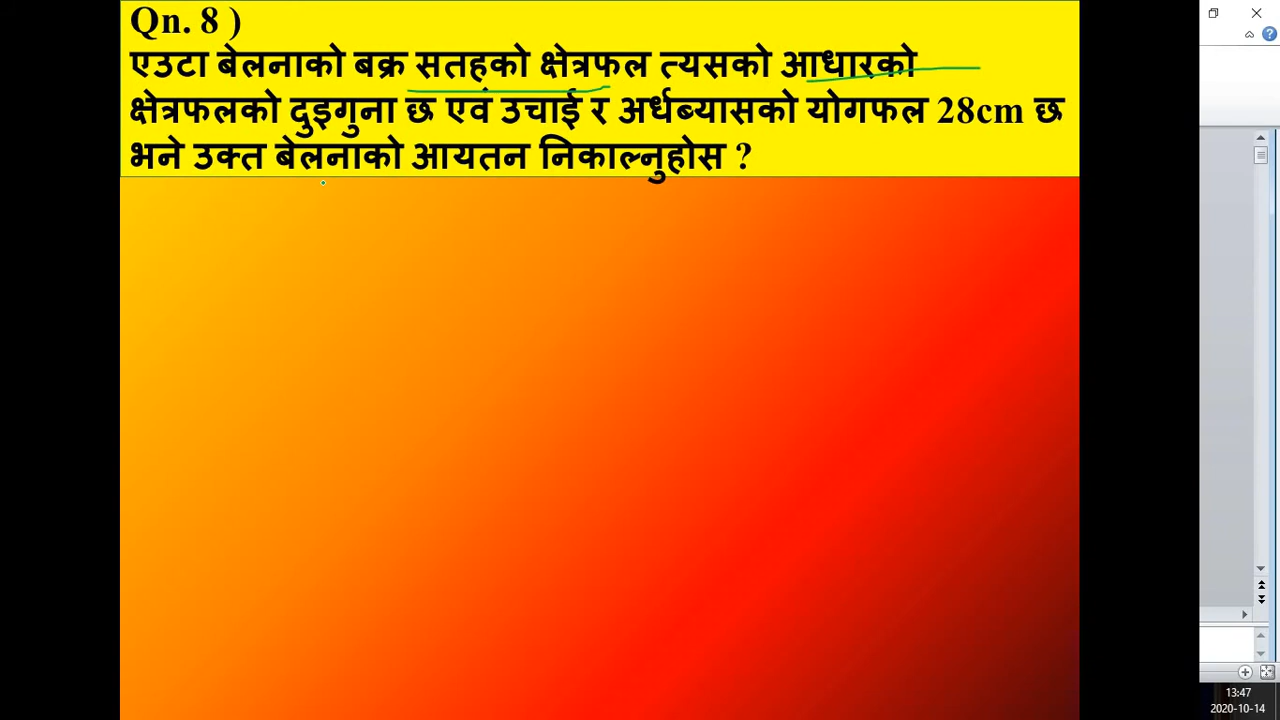 Qn. 8 )
एउटा बेलनाको बक्र सतहको क्षेत्रफल त्यसको आधारको
क्षेत्रफलको दुइगुना छ एवं उचाई र अर्धब्यासको योगफल 28cm छ
भने उक्त बेलनाको आयतन निकाल्नुहोस ?
13:47
2020-10-14